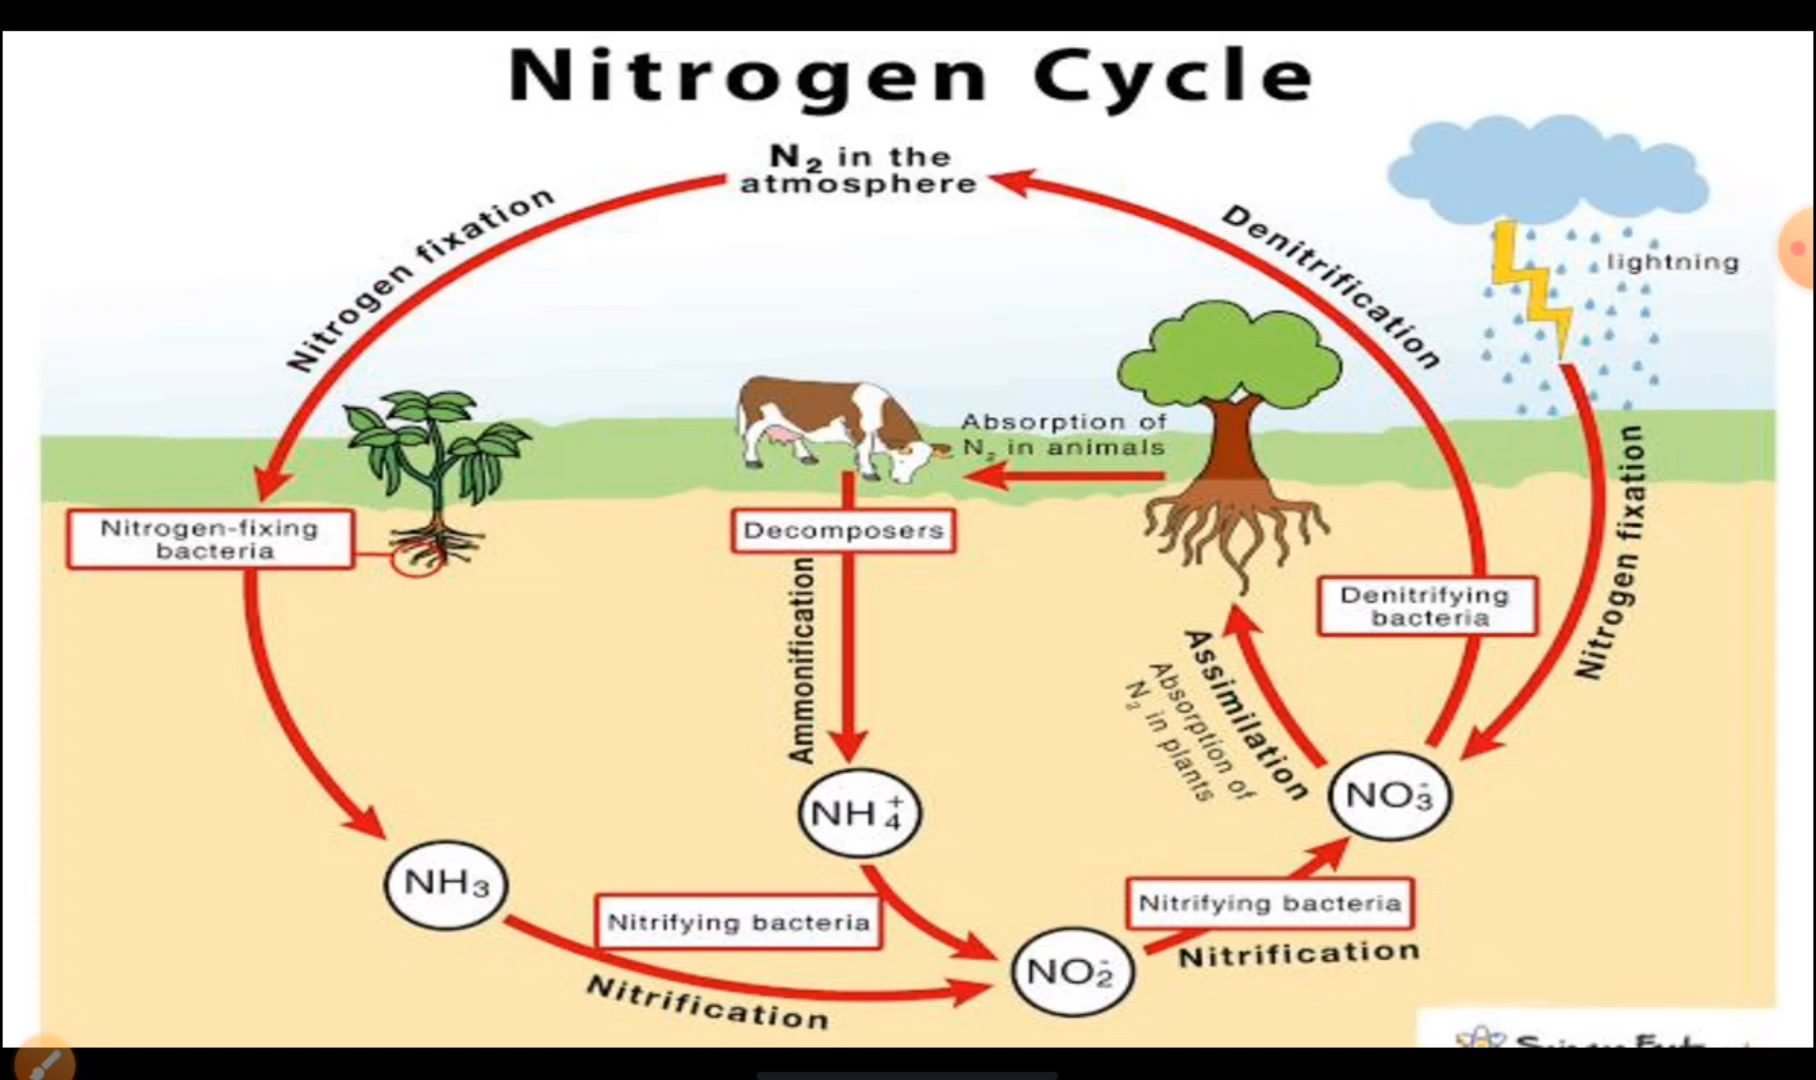 Nitrogen Cycle
N₂ in the
atmosphere
Nitrogen fixation
Denitrification
lightning
Absorption of
N₂ in animals
Nitrogen fixation
Nitrogen-fixing
bacteria
Decomposers
Denitrifying
bacteria
Ammonification
Assimilation
Absorption of
N₂ in plants
NH₄⁺
NO₃⁻
NH₃
Nitrifying bacteria
Nitrifying bacteria
Nitrification
NO₂⁻
Nitrification